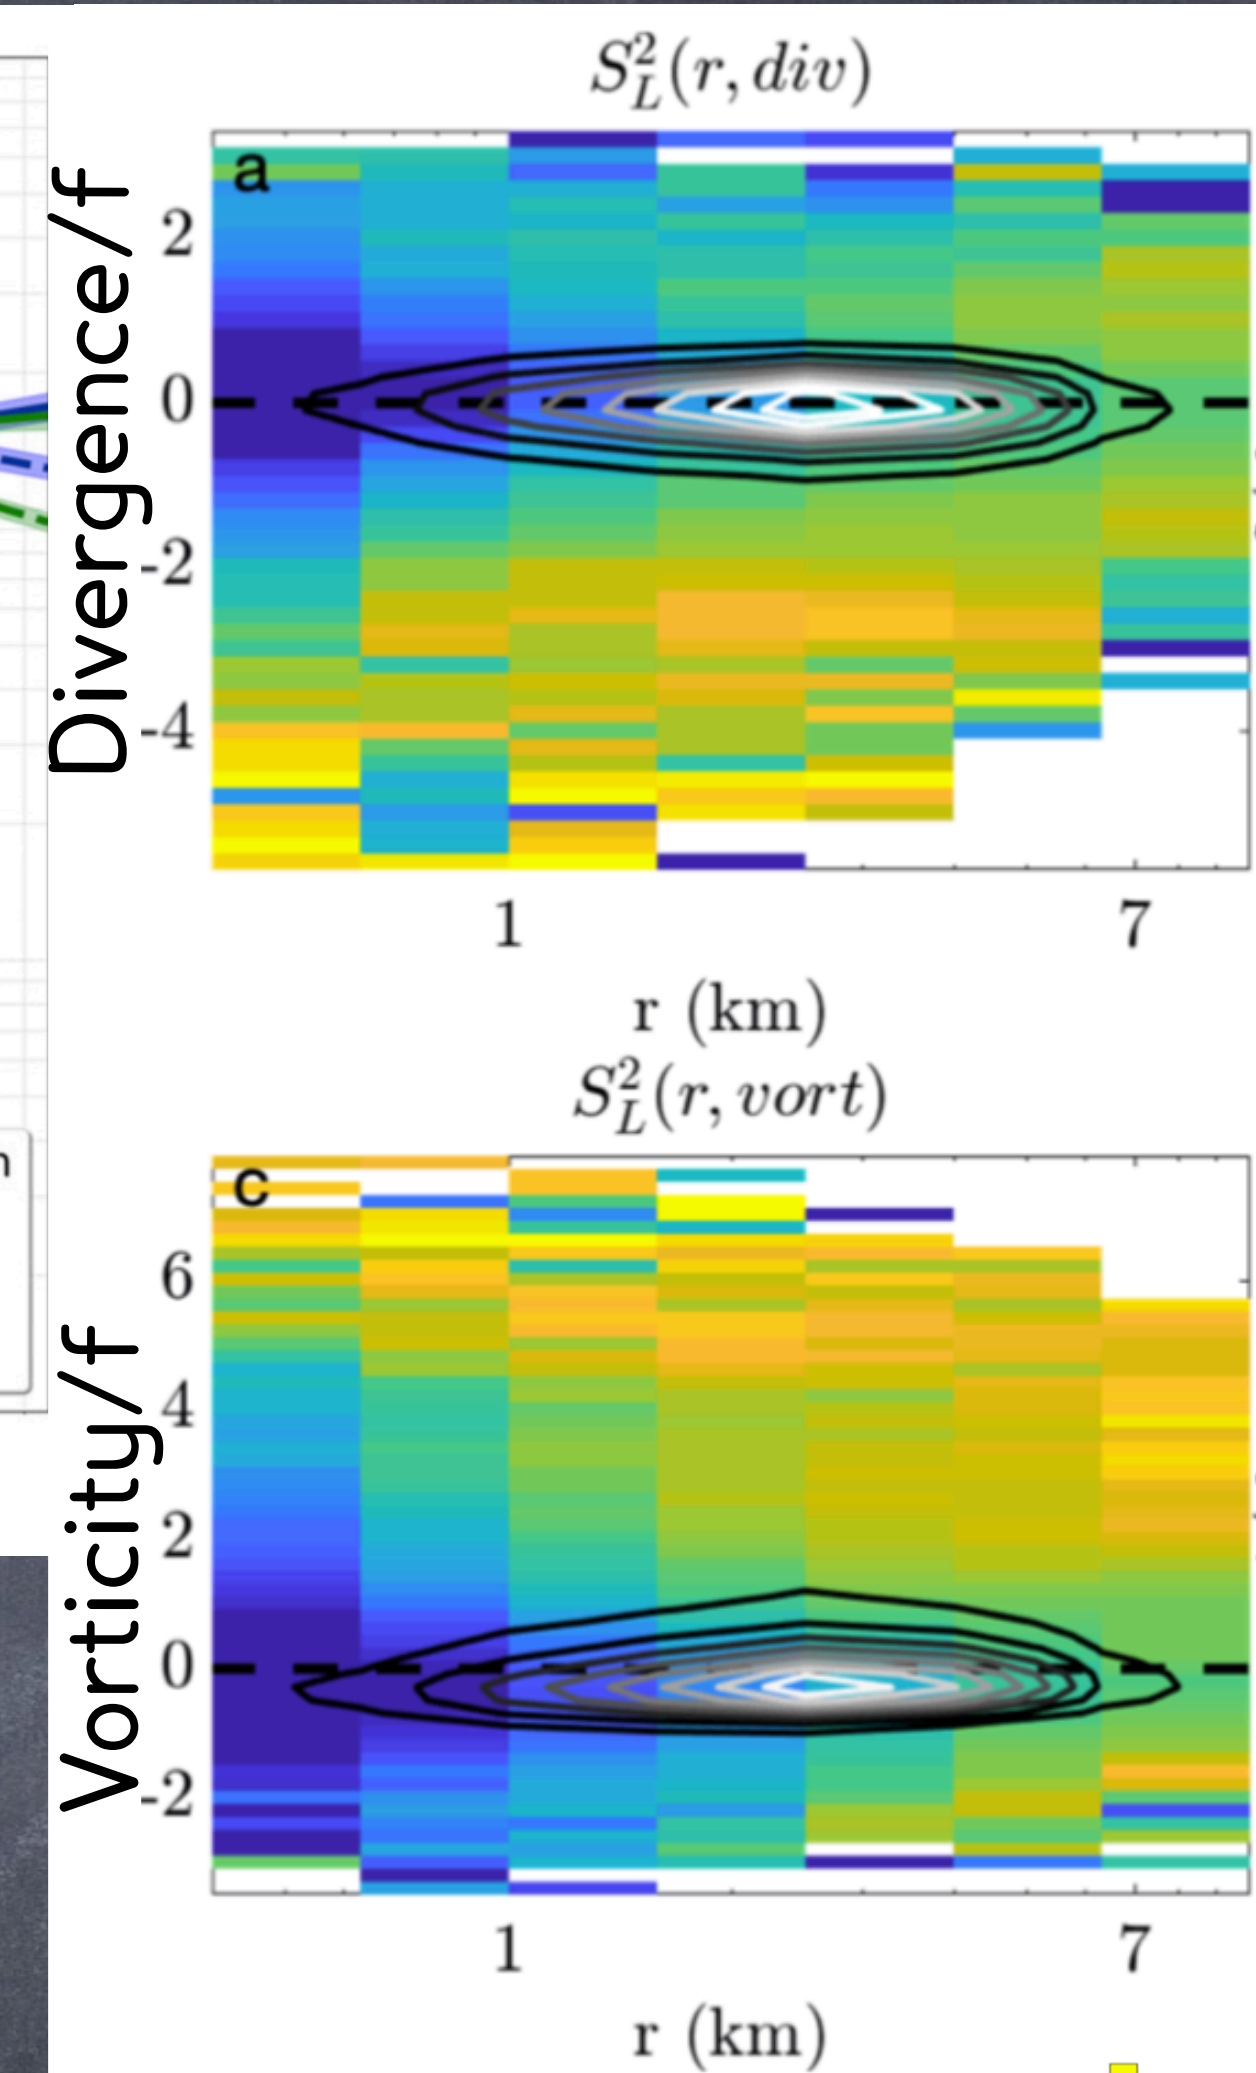 S_L^2(r, div)
a
Divergence/f
2
0
-2
-4
1 7
r (km)
S_L^2(r, vort)
c
Vorticity/f
6
4
2
0
-2
1 7
r (km)